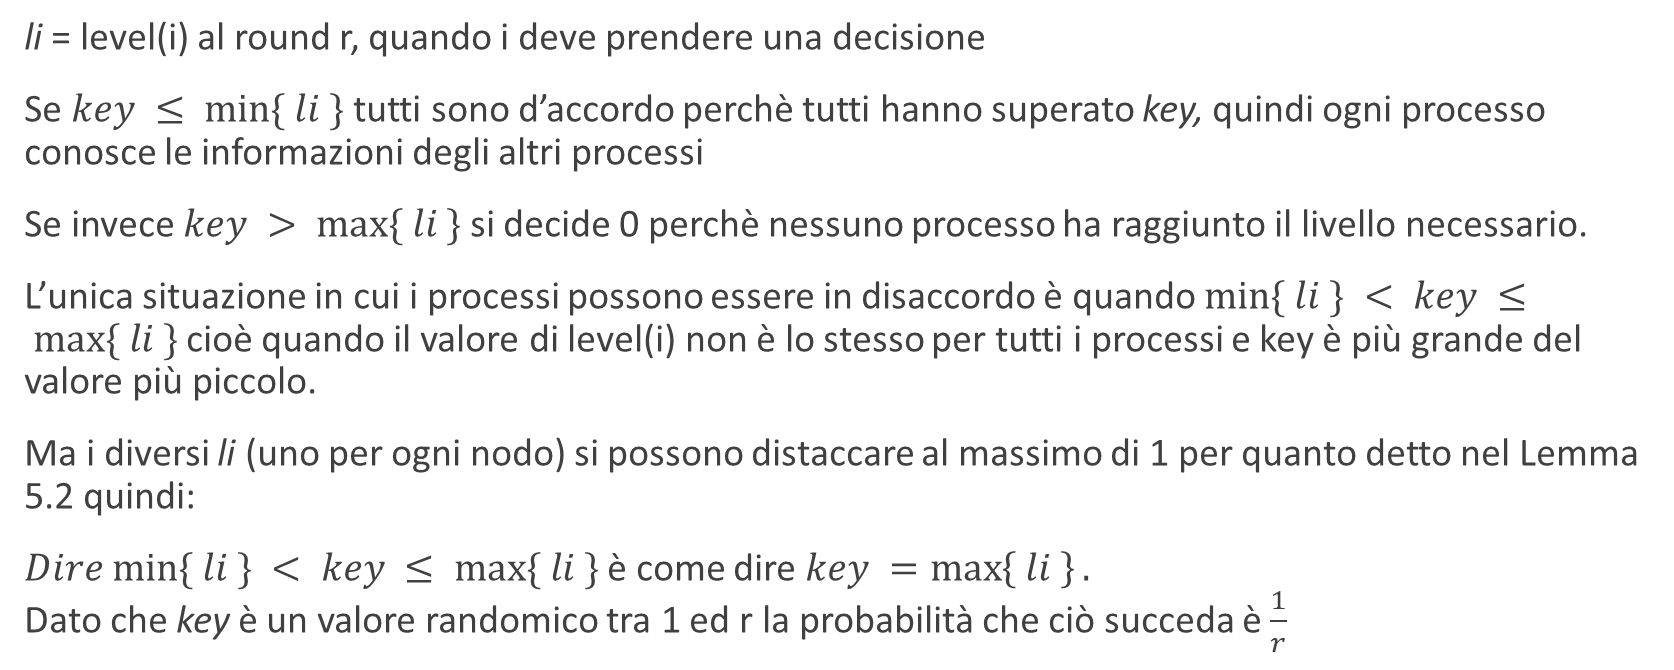 li = level(i) al round r, quando i deve prendere una decisione
Se key ≤ min{ li } tutti sono d’accordo perchè tutti hanno superato key, quindi ogni processo
conosce le informazioni degli altri processi
Se invece key > max{ li } si decide 0 perchè nessuno processo ha raggiunto il livello necessario.
L’unica situazione in cui i processi possono essere in disaccordo è quando min{ li } < key ≤
max{ li } cioè quando il valore di level(i) non è lo stesso per tutti i processi e key è più grande del
valore più piccolo.
Ma i diversi li (uno per ogni nodo) si possono distaccare al massimo di 1 per quanto detto nel Lemma
5.2 quindi:
Dire min{ li } < key ≤ max{ li } è come dire key = max{ li }.
Dato che key è un valore randomico tra 1 ed r la probabilità che ciò succeda è 1/r